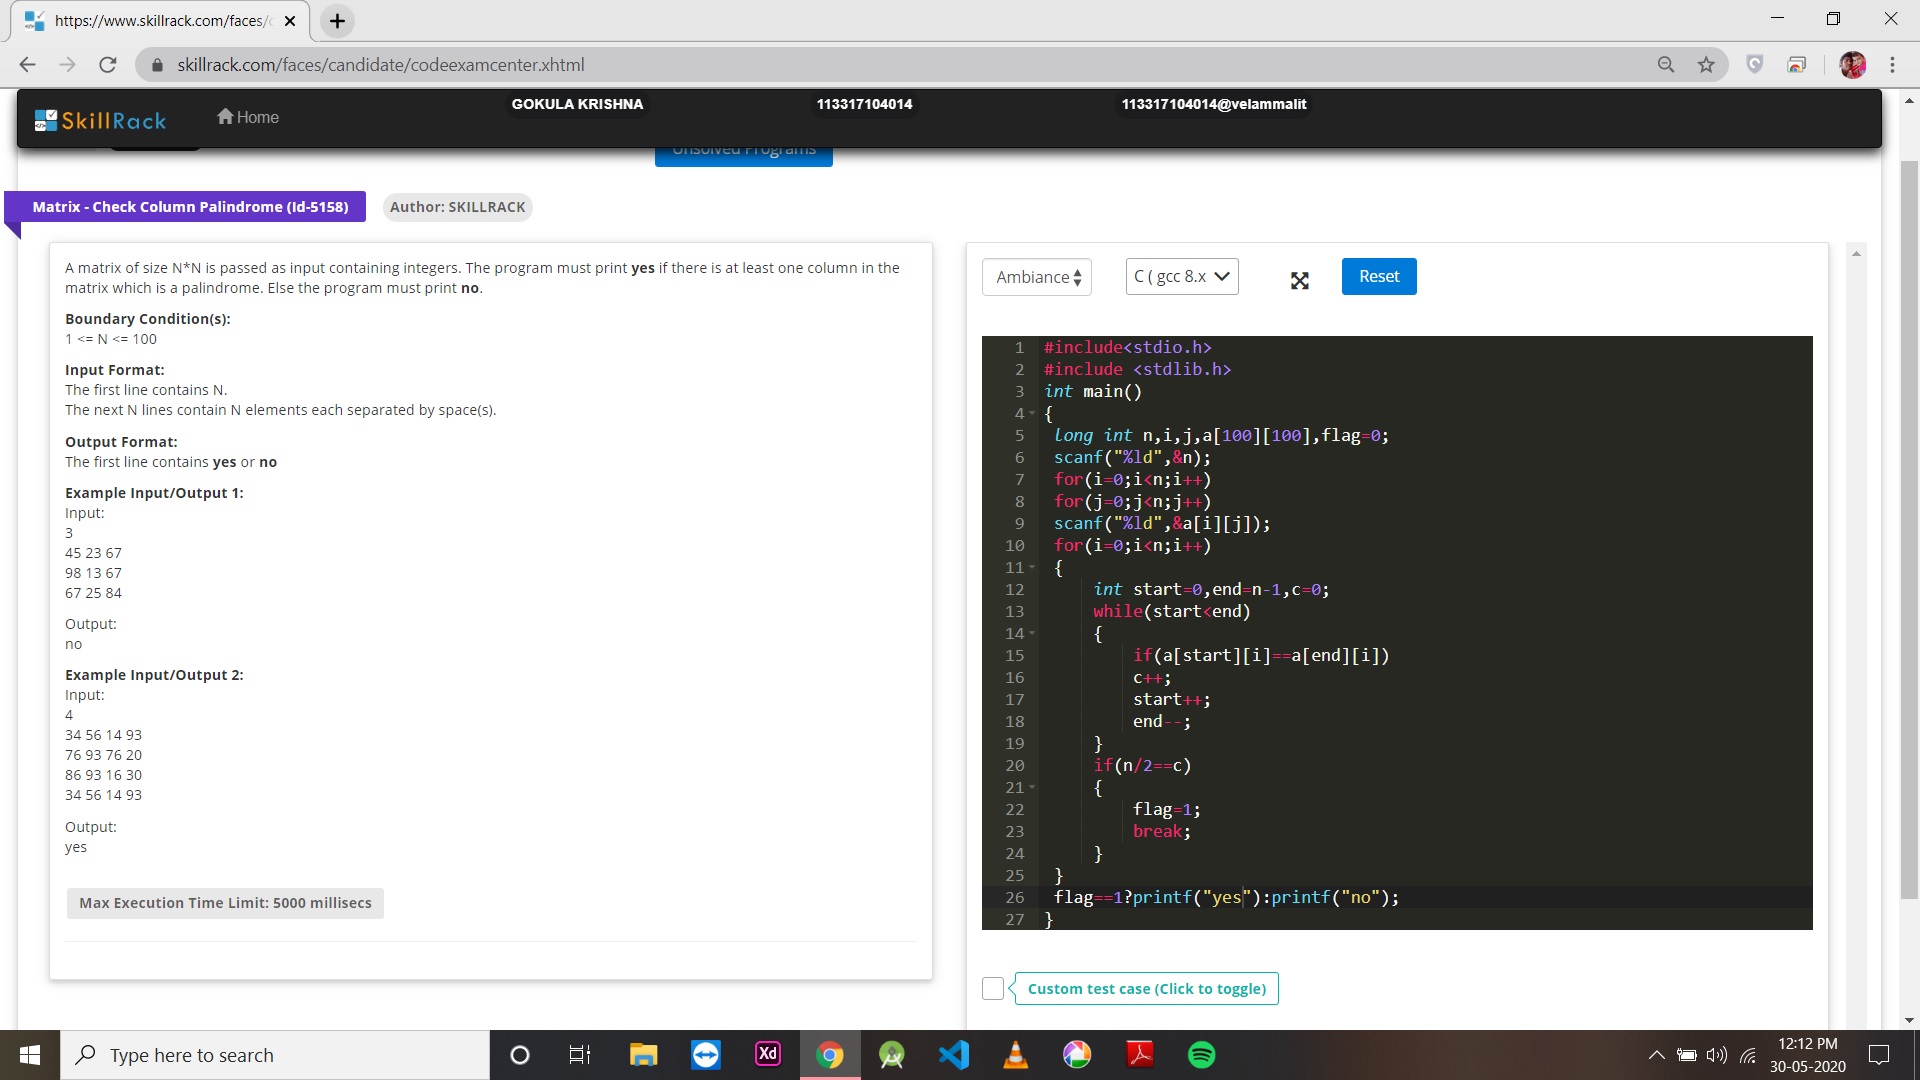 https://www.skillrack.com/faces/c
skillrack.com/faces/candidate/codeexamcenter.xhtml
SkillRack
Home
GOKULA KRISHNA
113317104014
113317104014@velammalit
Unsolved Programs
Matrix - Check Column Palindrome (Id-5158)
Author: SKILLRACK
A matrix of size N*N is passed as input containing integers. The program must print yes if there is at least one column in the
matrix which is a palindrome. Else the program must print no.
Boundary Condition(s):
1 <= N <= 100
Input Format:
The first line contains N.
The next N lines contain N elements each separated by space(s).
Output Format:
The first line contains yes or no
Example Input/Output 1:
Input:
3
45 23 67
98 13 67
67 25 84
Output:
no
Example Input/Output 2:
Input:
4
34 56 14 93
76 93 76 20
86 93 16 30
34 56 14 93
Output:
yes
Max Execution Time Limit: 5000 millisecs
Ambiance
C ( gcc 8.x
Reset
1 #include<stdio.h>
2 #include <stdlib.h>
3 int main()
4 {
5 long int n,i,j,a[100][100],flag=0;
6 scanf("%ld",&n);
7 for(i=0;i<n;i++)
8 for(j=0;j<n;j++)
9 scanf("%ld",&a[i][j]);
10 for(i=0;i<n;i++)
11 {
12 int start=0,end=n-1,c=0;
13 while(start<end)
14 {
15 if(a[start][i]==a[end][i])
16 c++;
17 start++;
18 end--;
19 }
20 if(n/2==c)
21 {
22 flag=1;
23 break;
24 }
25 }
26 flag==1?printf("yes"):printf("no");
27 }
Custom test case (Click to toggle)
Type here to search
Xd
12:12 PM
30-05-2020